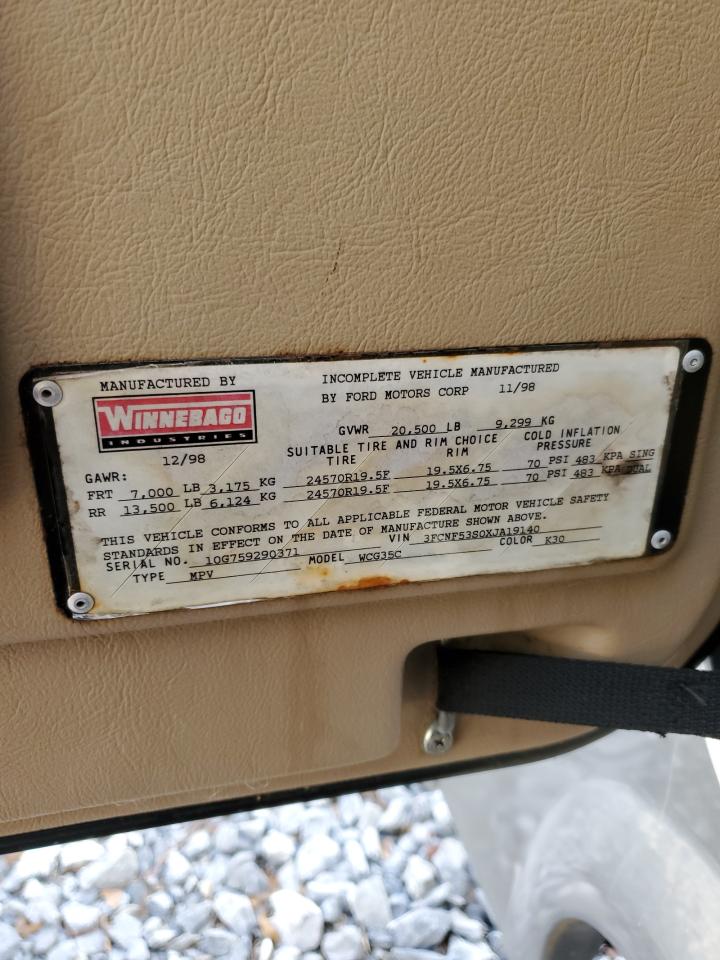 MANUFACTURED BY
WINNEBAGO
INDUSTRIES
12/98
INCOMPLETE VEHICLE MANUFACTURED
BY FORD MOTORS CORP 11/98
GVWR 20,500 LB 9,299 KG
SUITABLE TIRE AND RIM CHOICE COLD INFLATION
TIRE RIM PRESSURE
GAWR:
FRT 7,000 LB 3,175 KG 24570R19.5F 19.5X6.75 70 PSI 483 KPA SING
RR 13,500 LB 6,124 KG 24570R19.5F 19.5X6.75 70 PSI 483 KPA DUAL
THIS VEHICLE CONFORMS TO ALL APPLICABLE FEDERAL MOTOR VEHICLE SAFETY
STANDARDS IN EFFECT ON THE DATE OF MANUFACTURE SHOWN ABOVE.
SERIAL NO. 10G759290371 VIN 3FCNF53S0XJA19140
TYPE MPV MODEL WCG35C COLOR K30